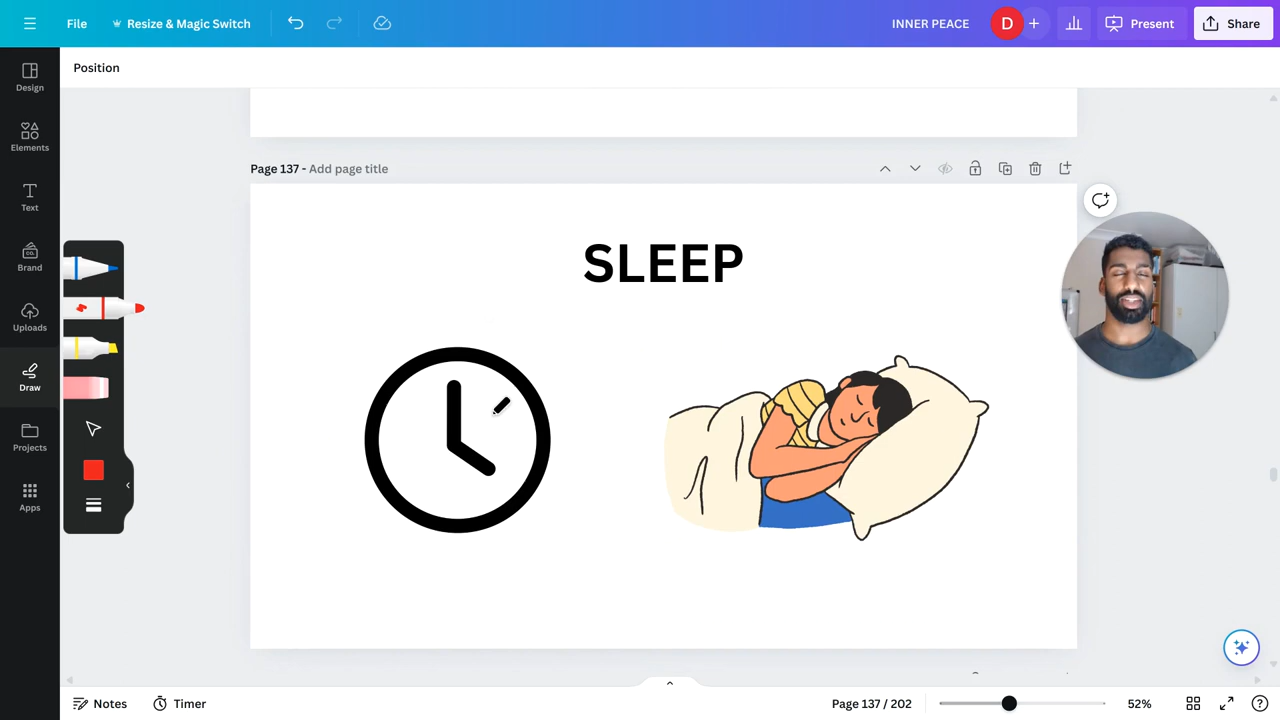 File
Resize & Magic Switch
INNER PEACE
D
+
Present
Share
Position
Design
Elements
Text
Brand
Uploads
Draw
Projects
Apps
Page 137 - Add page title
SLEEP
Notes
Timer
Page 137 / 202
52%